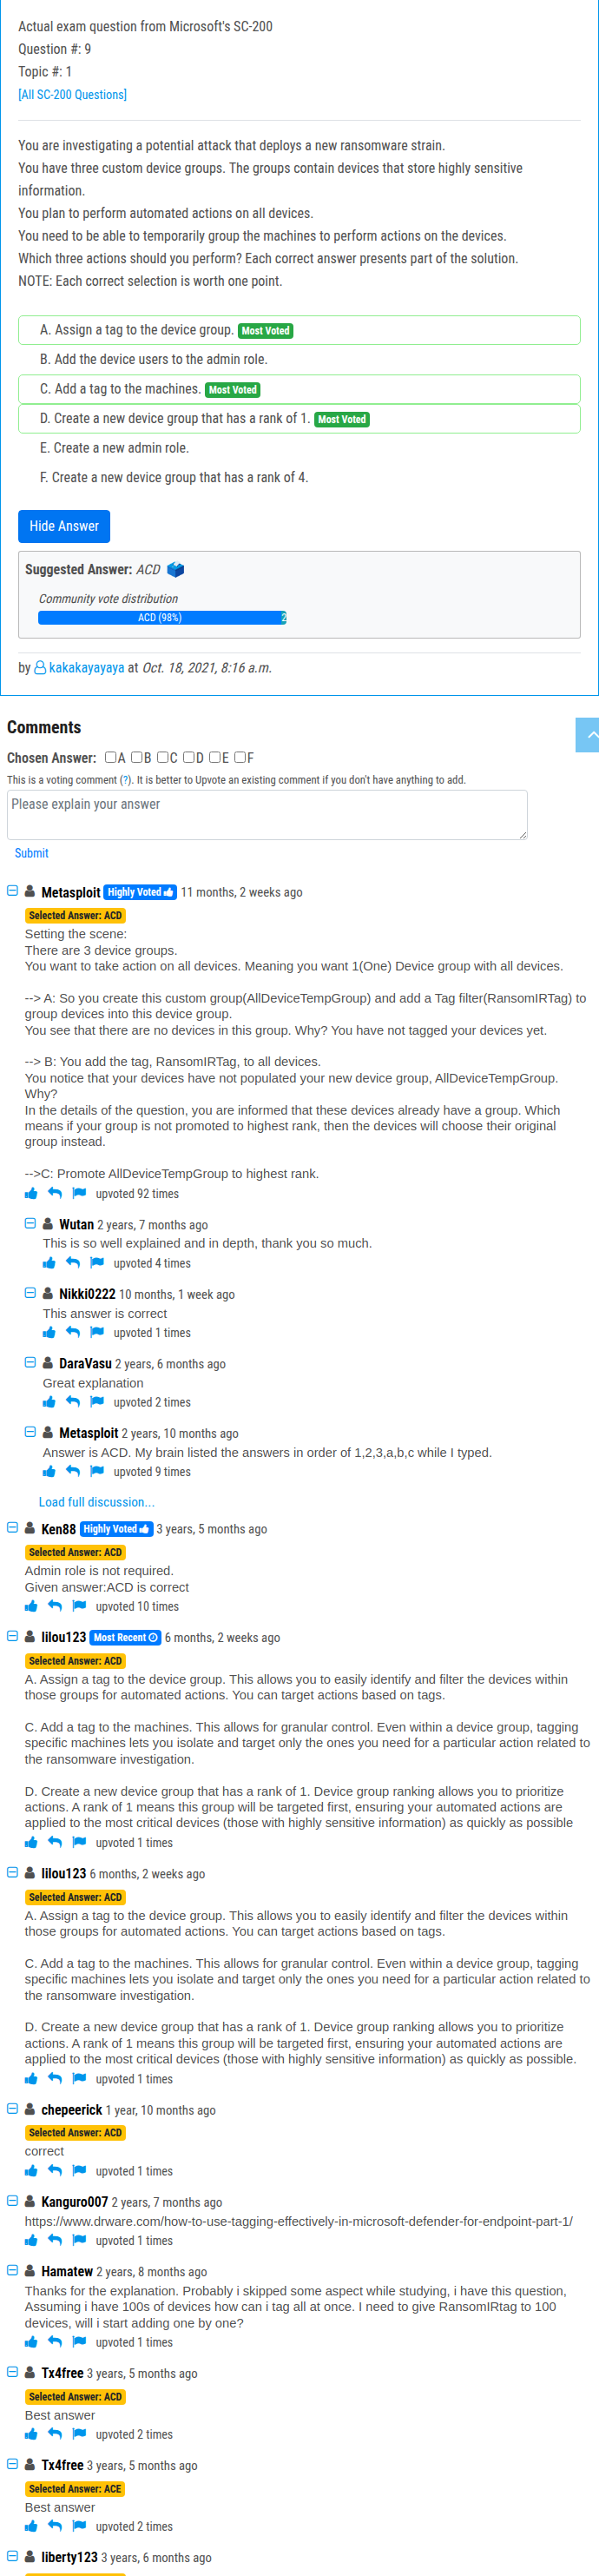 Actual exam question from Microsoft's SC-200
Question #: 9
Topic #: 1
[All SC-200 Questions]
You are investigating a potential attack that deploys a new ransomware strain.
You have three custom device groups. The groups contain devices that store highly sensitive
information.
You plan to perform automated actions on all devices.
You need to be able to temporarily group the machines to perform actions on the devices.
Which three actions should you perform? Each correct answer presents part of the solution.
NOTE: Each correct selection is worth one point.
A. Assign a tag to the device group. Most Voted
B. Add the device users to the admin role.
C. Add a tag to the machines. Most Voted
D. Create a new device group that has a rank of 1. Most Voted
E. Create a new admin role.
F. Create a new device group that has a rank of 4.
Hide Answer
Suggested Answer: ACD
Community vote distribution
ACD (98%) 2
by kakakayayaya at Oct. 18, 2021, 8:16 a.m.
Comments
Chosen Answer: A B C D E F
This is a voting comment (?). It is better to Upvote an existing comment if you don't have anything to add.
Please explain your answer
Submit
Metasploit Highly Voted 11 months, 2 weeks ago
Selected Answer: ACD
Setting the scene:
There are 3 device groups.
You want to take action on all devices. Meaning you want 1(One) Device group with all devices.
--> A: So you create this custom group(AllDeviceTempGroup) and add a Tag filter(RansomIRTag) to
group devices into this device group.
You see that there are no devices in this group. Why? You have not tagged your devices yet.
--> B: You add the tag, RansomIRTag, to all devices.
You notice that your devices have not populated your new device group, AllDeviceTempGroup.
Why?
In the details of the question, you are informed that these devices already have a group. Which
means if your group is not promoted to highest rank, then the devices will choose their original
group instead.
-->C: Promote AllDeviceTempGroup to highest rank.
upvoted 92 times
Wutan 2 years, 7 months ago
This is so well explained and in depth, thank you so much.
upvoted 4 times
Nikki0222 10 months, 1 week ago
This answer is correct
upvoted 1 times
DaraVasu 2 years, 6 months ago
Great explanation
upvoted 2 times
Metasploit 2 years, 10 months ago
Answer is ACD. My brain listed the answers in order of 1,2,3,a,b,c while I typed.
upvoted 9 times
Load full discussion...
Ken88 Highly Voted 3 years, 5 months ago
Selected Answer: ACD
Admin role is not required.
Given answer:ACD is correct
upvoted 10 times
lilou123 Most Recent 6 months, 2 weeks ago
Selected Answer: ACD
A. Assign a tag to the device group. This allows you to easily identify and filter the devices within
those groups for automated actions. You can target actions based on tags.
C. Add a tag to the machines. This allows for granular control. Even within a device group, tagging
specific machines lets you isolate and target only the ones you need for a particular action related to
the ransomware investigation.
D. Create a new device group that has a rank of 1. Device group ranking allows you to prioritize
actions. A rank of 1 means this group will be targeted first, ensuring your automated actions are
applied to the most critical devices (those with highly sensitive information) as quickly as possible
upvoted 1 times
lilou123 6 months, 2 weeks ago
Selected Answer: ACD
A. Assign a tag to the device group. This allows you to easily identify and filter the devices within
those groups for automated actions. You can target actions based on tags.
C. Add a tag to the machines. This allows for granular control. Even within a device group, tagging
specific machines lets you isolate and target only the ones you need for a particular action related to
the ransomware investigation.
D. Create a new device group that has a rank of 1. Device group ranking allows you to prioritize
actions. A rank of 1 means this group will be targeted first, ensuring your automated actions are
applied to the most critical devices (those with highly sensitive information) as quickly as possible.
upvoted 1 times
chepeerick 1 year, 10 months ago
Selected Answer: ACD
correct
upvoted 1 times
Kanguro007 2 years, 7 months ago
https://www.drware.com/how-to-use-tagging-effectively-in-microsoft-defender-for-endpoint-part-1/
upvoted 1 times
Hamatew 2 years, 8 months ago
Thanks for the explanation. Probably i skipped some aspect while studying, i have this question,
Assuming i have 100s of devices how can i tag all at once. I need to give RansomIRtag to 100
devices, will i start adding one by one?
upvoted 1 times
Tx4free 3 years, 5 months ago
Selected Answer: ACD
Best answer
upvoted 2 times
Tx4free 3 years, 5 months ago
Selected Answer: ACE
Best answer
upvoted 2 times
liberty123 3 years, 6 months ago